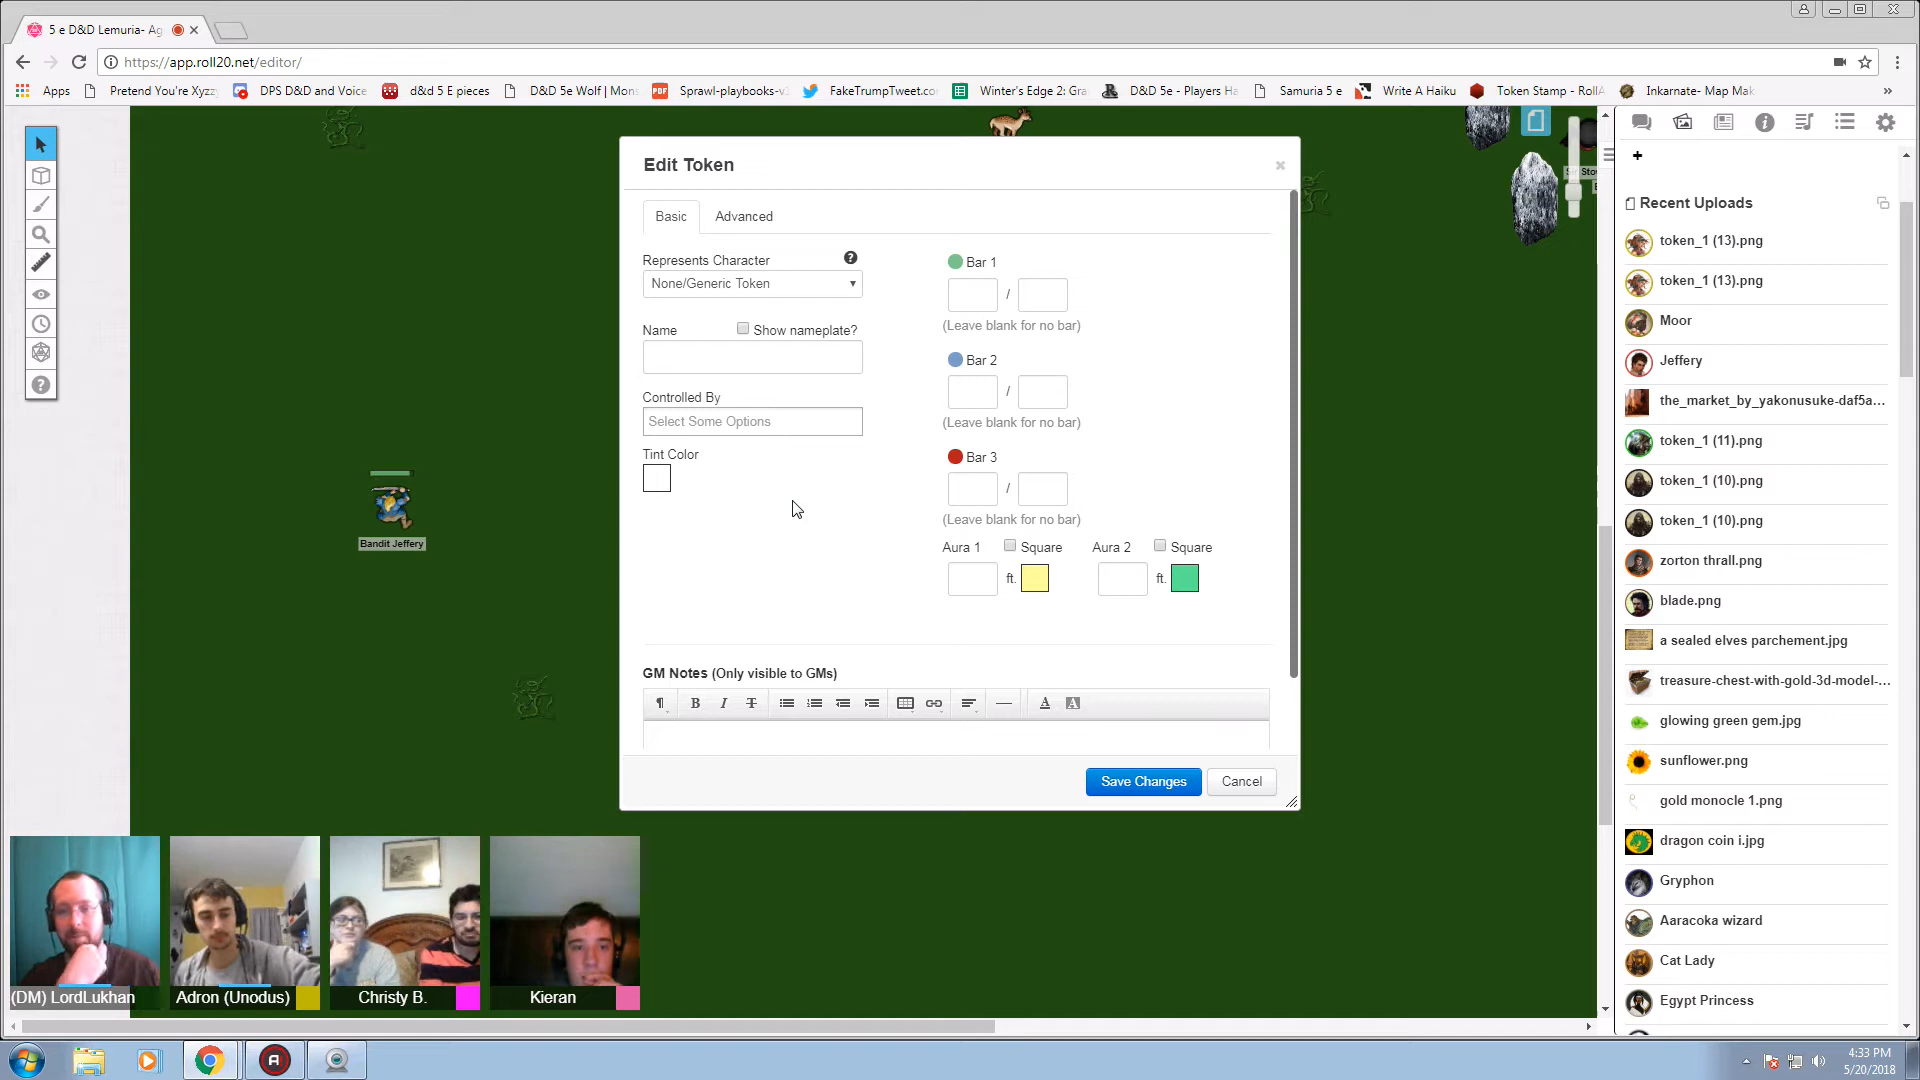 5 e D&D Lemuria- Ag
https://app.roll20.net/editor/
Apps
Pretend You're Xyzzy
DPS D&D and Voice
d&d 5 E pieces
D&D 5e Wolf | Mons
Sprawl-playbooks-v
FakeTrumpTweet.co
Winter's Edge 2: Gra
D&D 5e - Players Ha
Samuria 5 e
Write A Haiku
Token Stamp - RollA
Inkarnate- Map Mak
»
Edit Token
Basic
Advanced
Represents Character
None/Generic Token
Name
Show nameplate?
Controlled By
Select Some Options
Tint Color
Bar 1
/
(Leave blank for no bar)
Bar 2
/
(Leave blank for no bar)
Bar 3
/
(Leave blank for no bar)
Aura 1
Square
Aura 2
Square
ft.
ft.
GM Notes (Only visible to GMs)
Save Changes
Cancel
Bandit Jeffery
Recent Uploads
token_1 (13).png
token_1 (13).png
Moor
Jeffery
the_market_by_yakonusuke-daf5a...
token_1 (11).png
token_1 (10).png
token_1 (10).png
zorton thrall.png
blade.png
a sealed elves parchement.jpg
treasure-chest-with-gold-3d-model-...
glowing green gem.jpg
sunflower.png
gold monocle 1.png
dragon coin i.jpg
Gryphon
Aaracoka wizard
Cat Lady
Egypt Princess
(DM) LordLukhan
Adron (Unodus)
Christy B.
Kieran
4:33 PM
5/20/2018